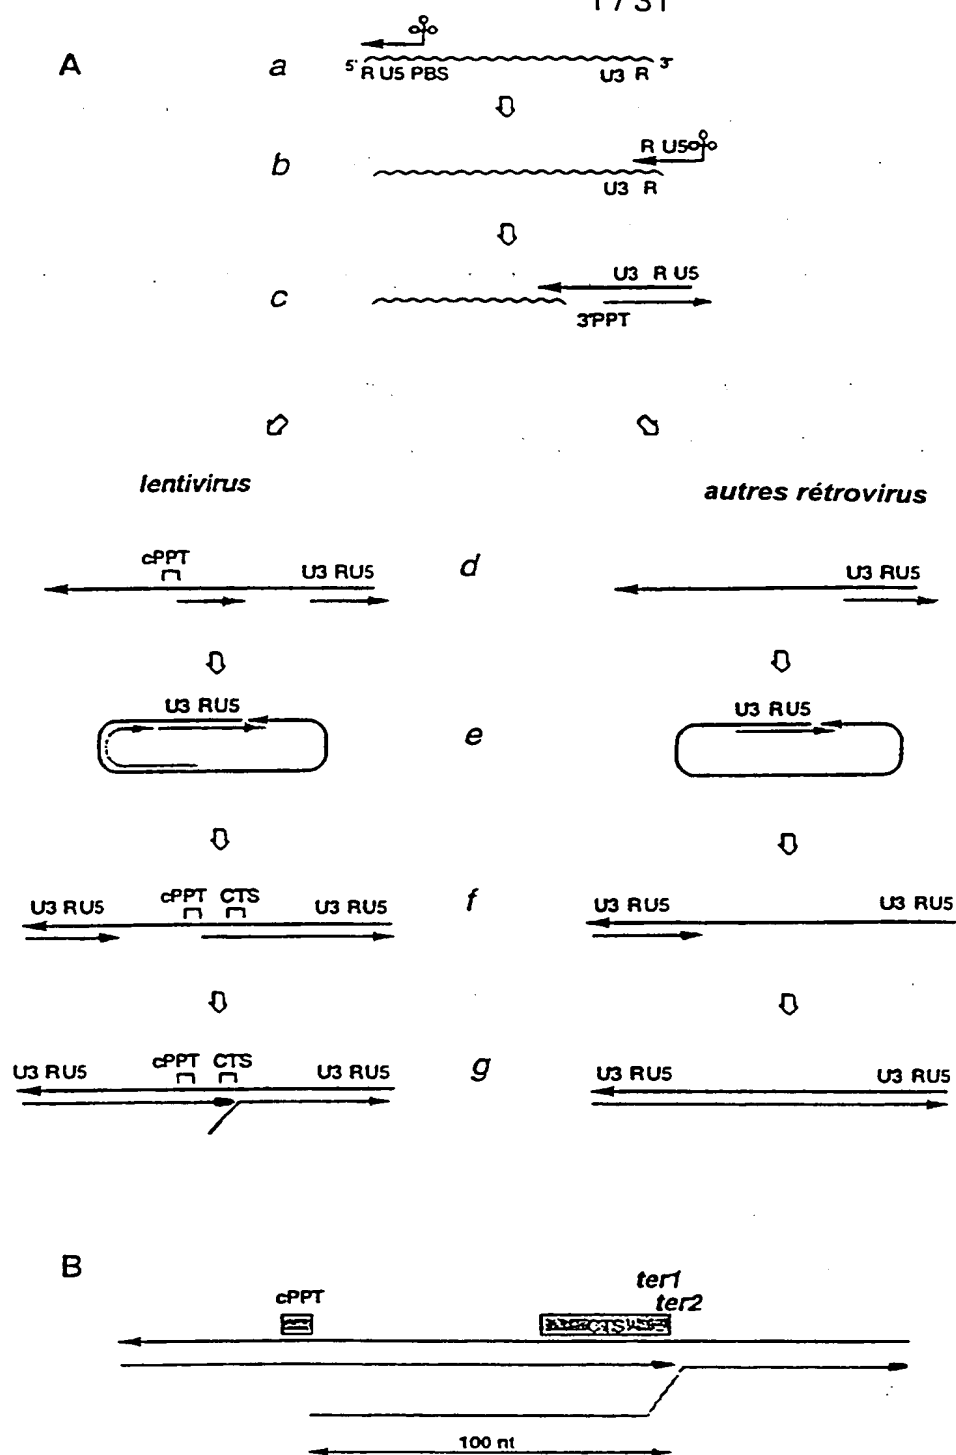 1 / 31
A
a
5' R U5 PBS U3 R 3'
b
R U5
U3 R
c
U3 R U5
3'PPT
lentivirus
autres rétrovirus
d
cPPT
U3 RU5
U3 RU5
e
U3 RU5
U3 RU5
f
U3 RU5 cPPT CTS U3 RU5
U3 RU5 U3 RU5
g
U3 RU5 cPPT CTS U3 RU5
U3 RU5 U3 RU5
B
cPPT
ter1
ter2
CTS
100 nt